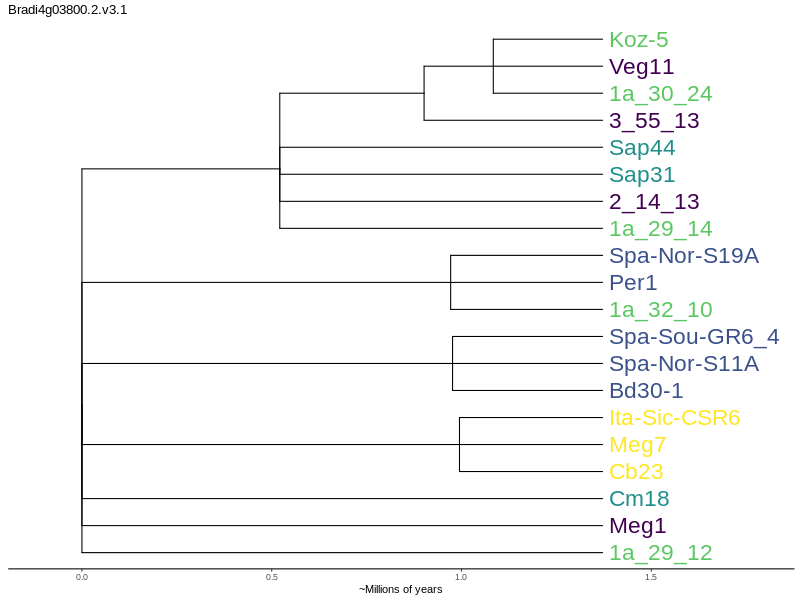 Bradi4g03800.2.v3.1
Koz-5
Veg11
1a_30_24
3_55_13
Sap44
Sap31
2_14_13
1a_29_14
Spa-Nor-S19A
Per1
1a_32_10
Spa-Sou-GR6_4
Spa-Nor-S11A
Bd30-1
Ita-Sic-CSR6
Meg7
Cb23
Cm18
Meg1
1a_29_12
0.0 0.5 1.0 1.5
~Millions of years